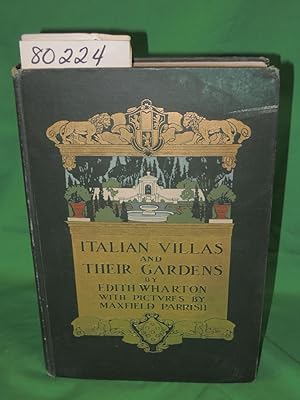 80224
ITALIAN VILLAS
AND
THEIR GARDENS
BY
EDITH WHARTON
WITH PICTVRES BY
MAXFIELD PARRISH